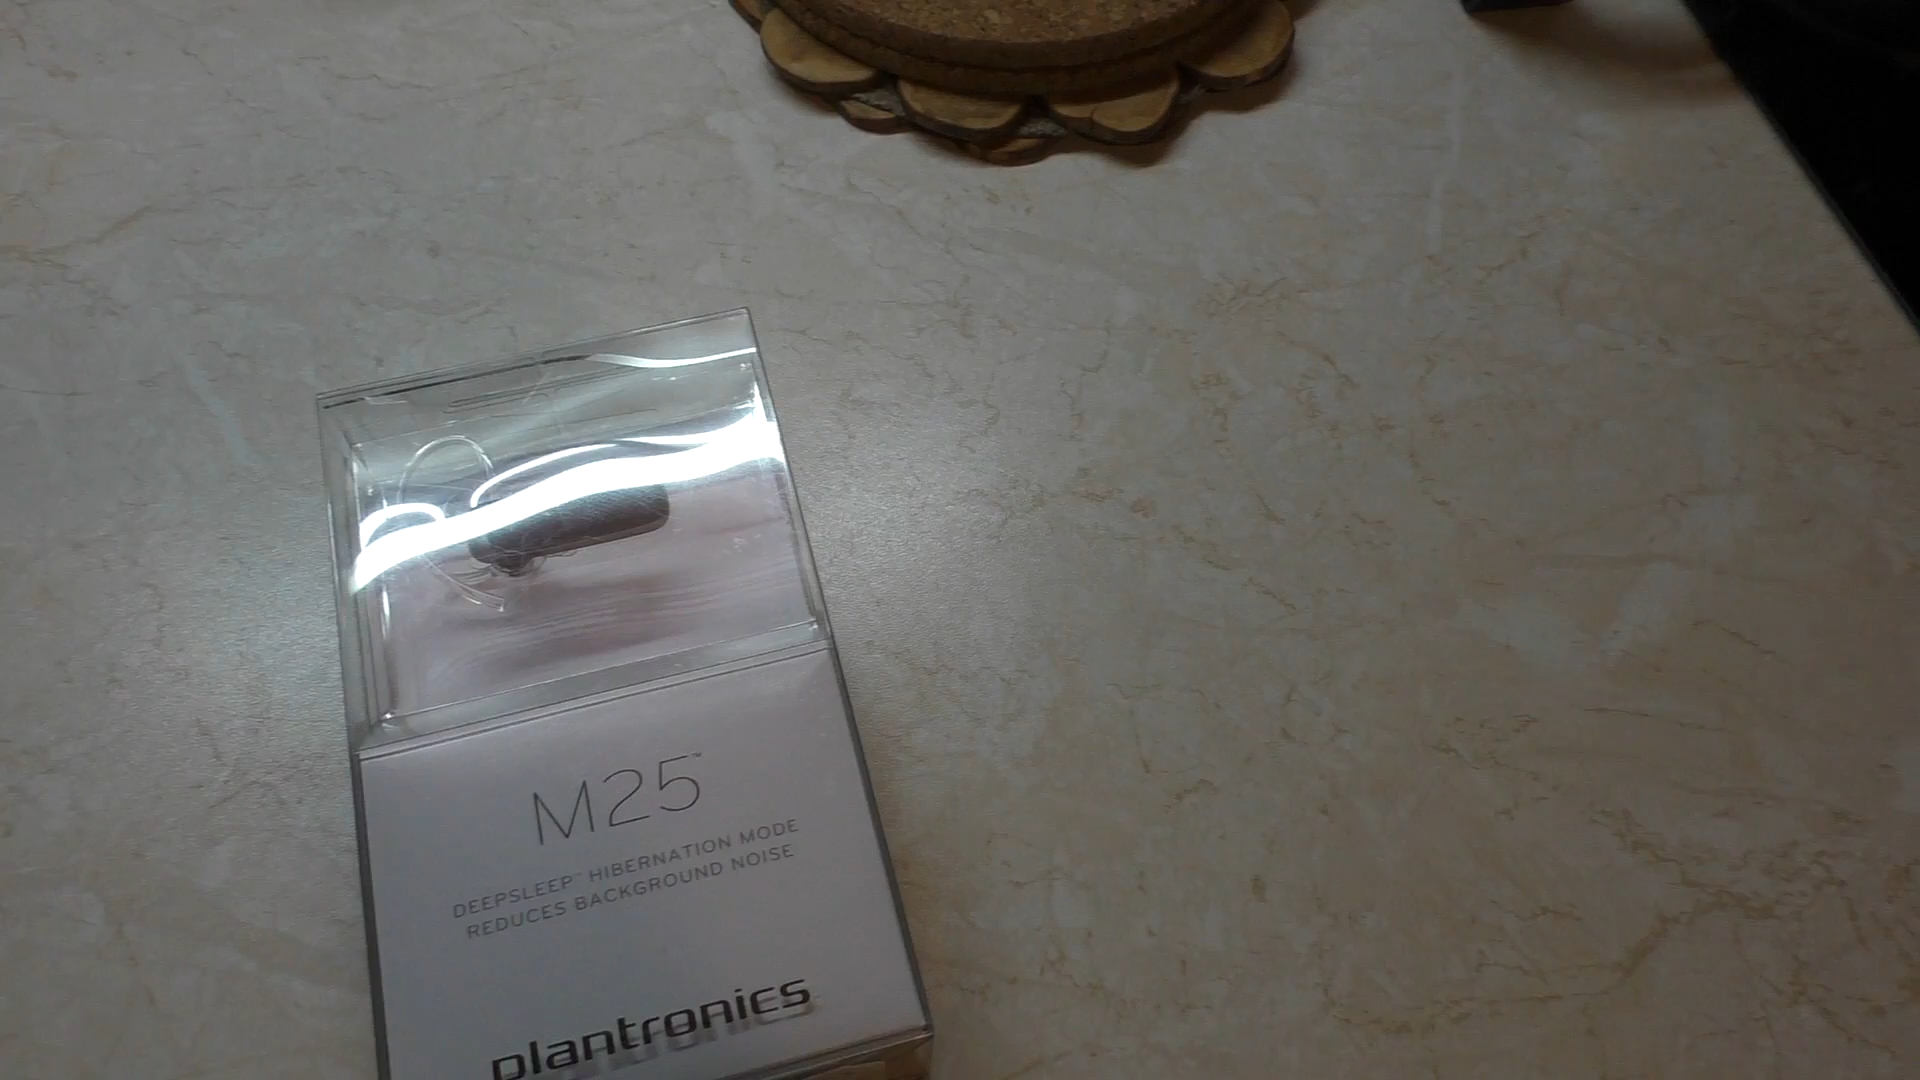 M25™
DEEPSLEEP™ HIBERNATION MODE
REDUCES BACKGROUND NOISE
plantronics